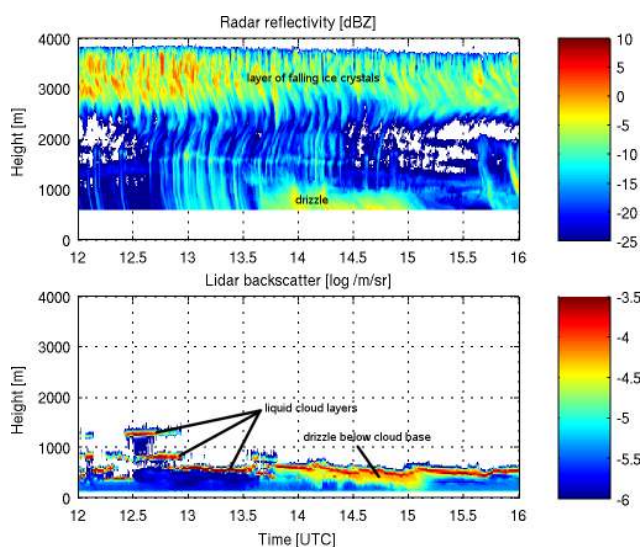 Radar reflectivity [dBZ]
4000
3000
2000
1000
0
Height [m]
layer of falling ice crystals
drizzle
12 12.5 13 13.5 14 14.5 15 15.5 16
10
5
0
-5
-10
-15
-20
-25
Lidar backscatter [log /m/sr]
4000
3000
2000
1000
0
Height [m]
liquid cloud layers
drizzle below cloud base
12 12.5 13 13.5 14 14.5 15 15.5 16
Time [UTC]
-3.5
-4
-4.5
-5
-5.5
-6